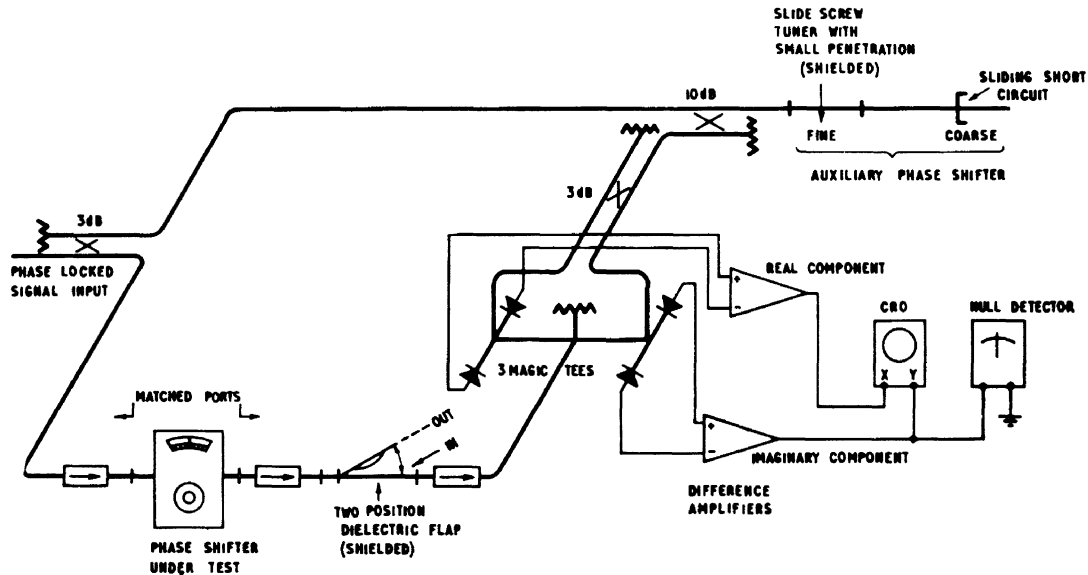 SLIDE SCREW
TUNER WITH
SMALL PENETRATION
(SHIELDED)
SLIDING SHORT
CIRCUIT
10dB
FINE
COARSE
AUXILIARY PHASE SHIFTER
3dB
3dB
PHASE LOCKED
SIGNAL INPUT
+
-
REAL COMPONENT
CRO
NULL DETECTOR
X Y
3 MAGIC TEES
MATCHED PORTS
OUT
IN
+
-
IMAGINARY COMPONENT
DIFFERENCE
AMPLIFIERS
TWO POSITION
DIELECTRIC FLAP
(SHIELDED)
PHASE SHIFTER
UNDER TEST